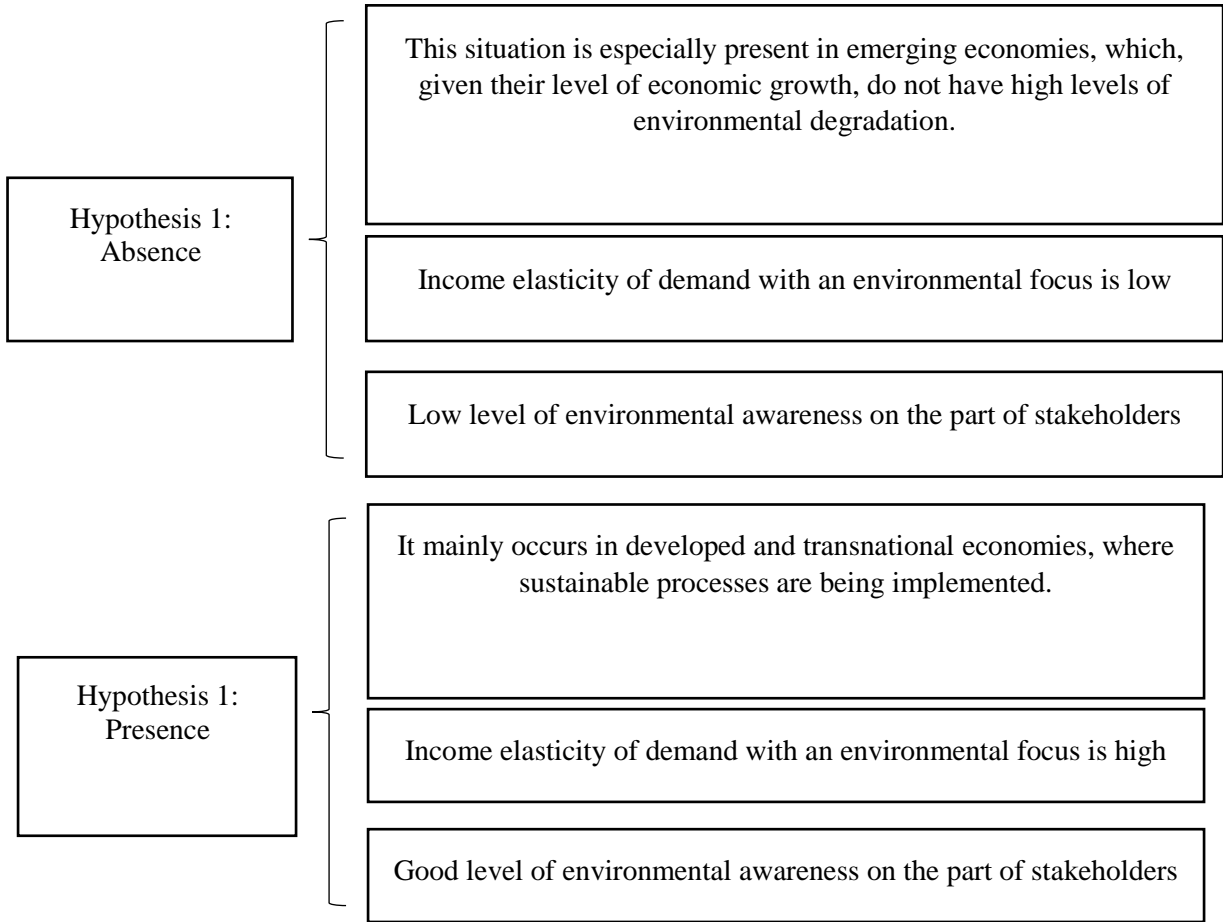 This situation is especially present in emerging economies, which,
given their level of economic growth, do not have high levels of
environmental degradation.
Hypothesis 1:
Absence
Income elasticity of demand with an environmental focus is low
Low level of environmental awareness on the part of stakeholders
It mainly occurs in developed and transnational economies, where
sustainable processes are being implemented.
Hypothesis 1:
Presence
Income elasticity of demand with an environmental focus is high
Good level of environmental awareness on the part of stakeholders